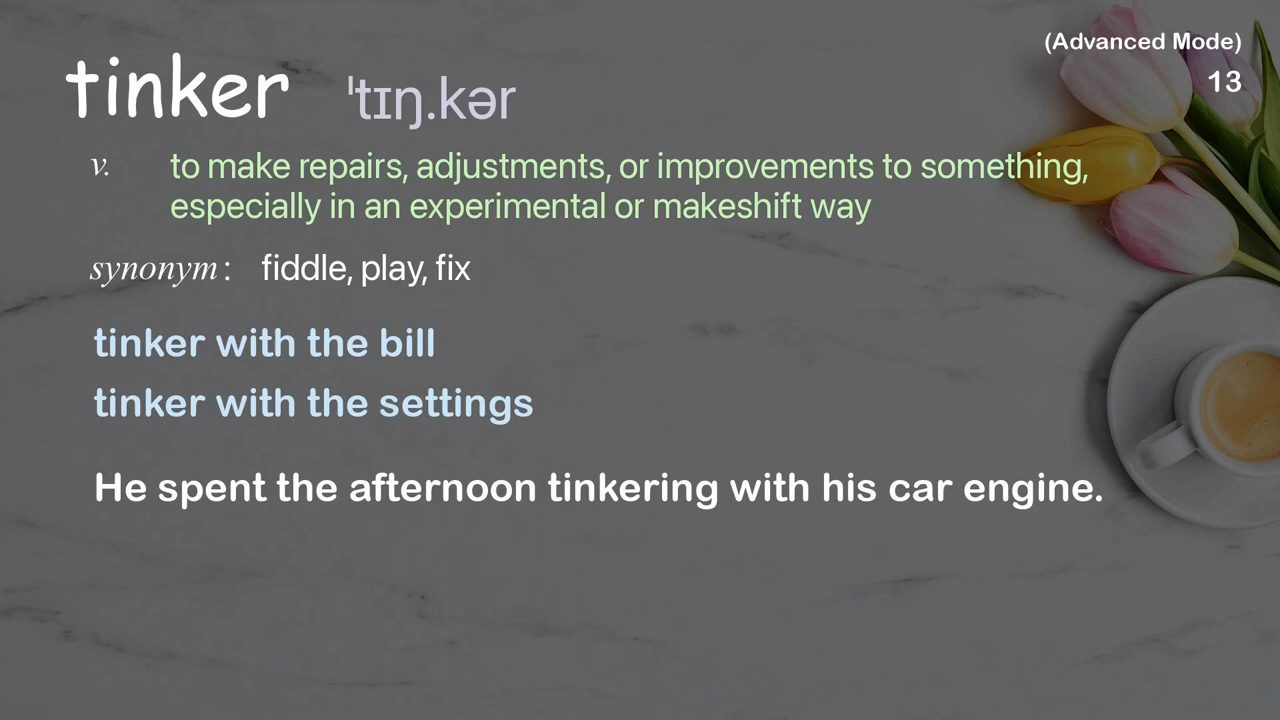 (Advanced Mode)
13
tinker ˈtɪŋ.kər
v. to make repairs, adjustments, or improvements to something,
especially in an experimental or makeshift way
synonym: fiddle, play, fix
tinker with the bill
tinker with the settings
He spent the afternoon tinkering with his car engine.